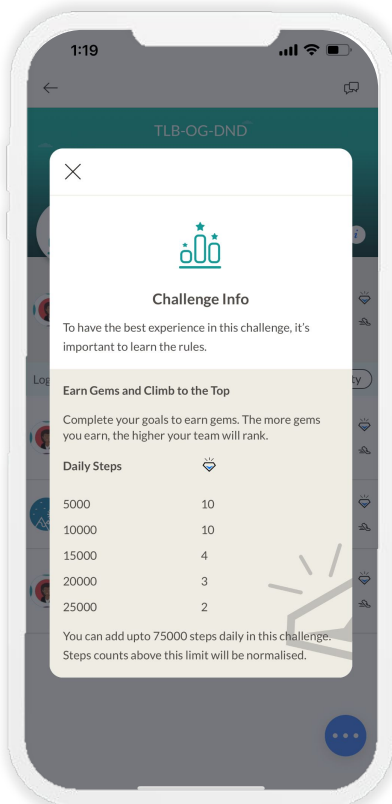 1:19
TLB-OG-DND
Challenge Info
To have the best experience in this challenge, it's
important to learn the rules.
Log
ty
Earn Gems and Climb to the Top
Complete your goals to earn gems. The more gems
you earn, the higher your team will rank.
Daily Steps
5000 10
10000 10
15000 4
20000 3
25000 2
You can add upto 75000 steps daily in this challenge.
Steps counts above this limit will be normalised.